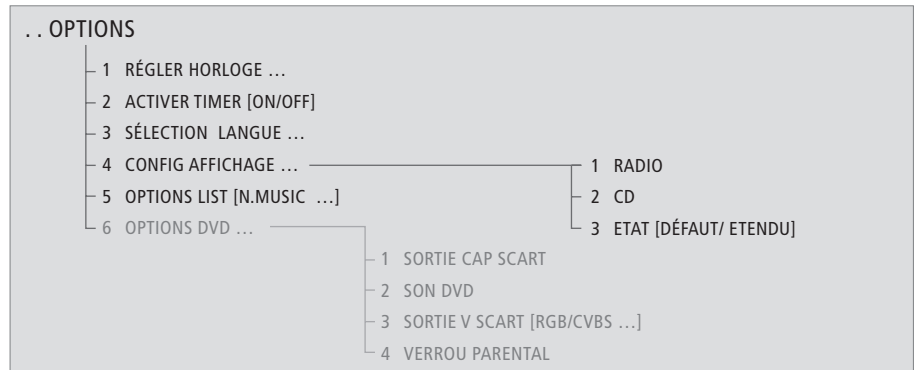 . . OPTIONS
1 RÉGLER HORLOGE ...
2 ACTIVER TIMER [ON/OFF]
3 SÉLECTION LANGUE ...
4 CONFIG AFFICHAGE ... 1 RADIO
5 OPTIONS LIST [N.MUSIC ...] 2 CD
6 OPTIONS DVD ... 3 ETAT [DÉFAUT/ ETENDU]
1 SORTIE CAP SCART
2 SON DVD
3 SORTIE V SCART [RGB/CVBS ...]
4 VERROU PARENTAL